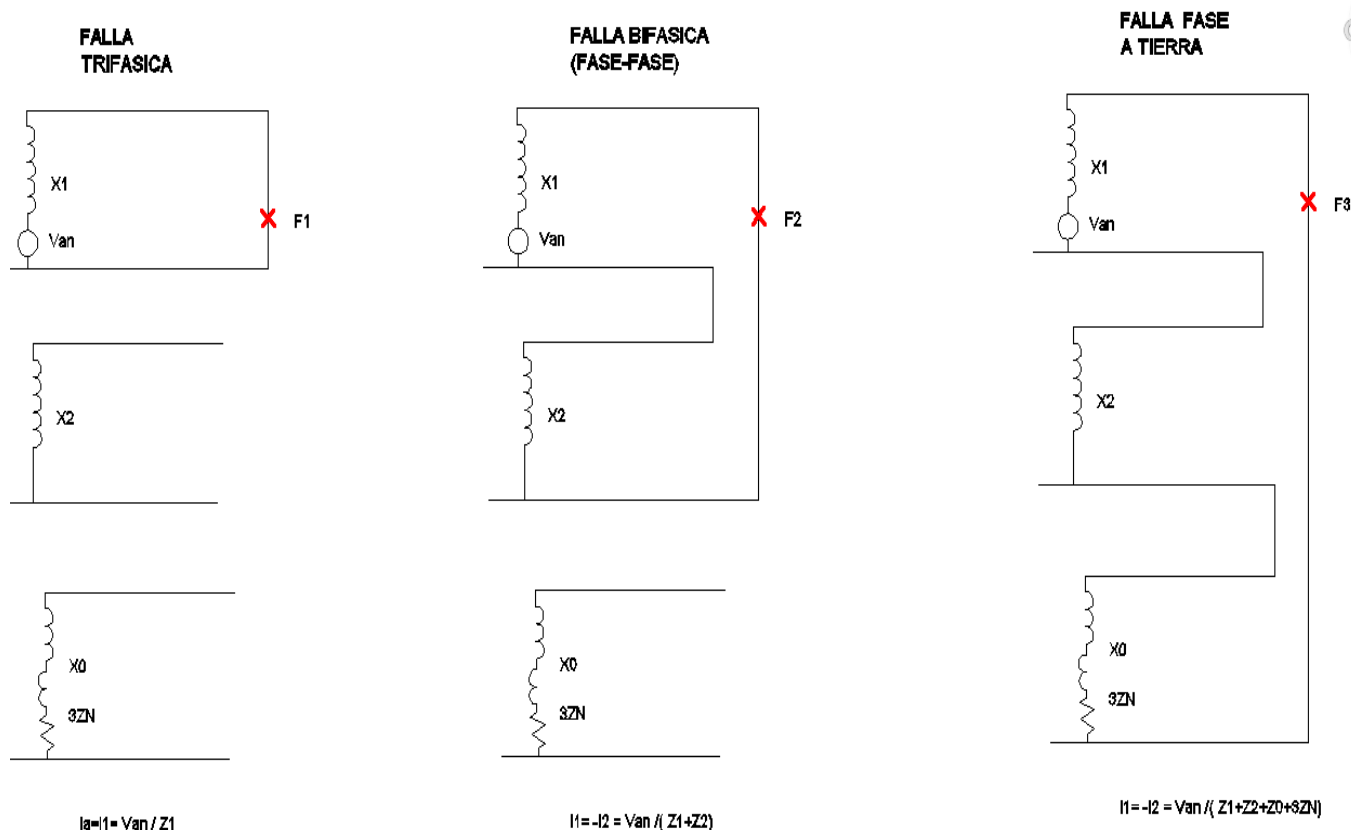 FALLA
TRIFASICA
X1
Van
F1
X2
X0
3ZN
Ia=I1= Van / Z1
FALLA BIFASICA
(FASE-FASE)
X1
Van
F2
X2
X0
3ZN
I1= -I2 = Van /( Z1+Z2)
FALLA FASE
A TIERRA
X1
Van
F3
X2
X0
3ZN
I1= -I2 = Van /( Z1+Z2+Z0+3ZN)